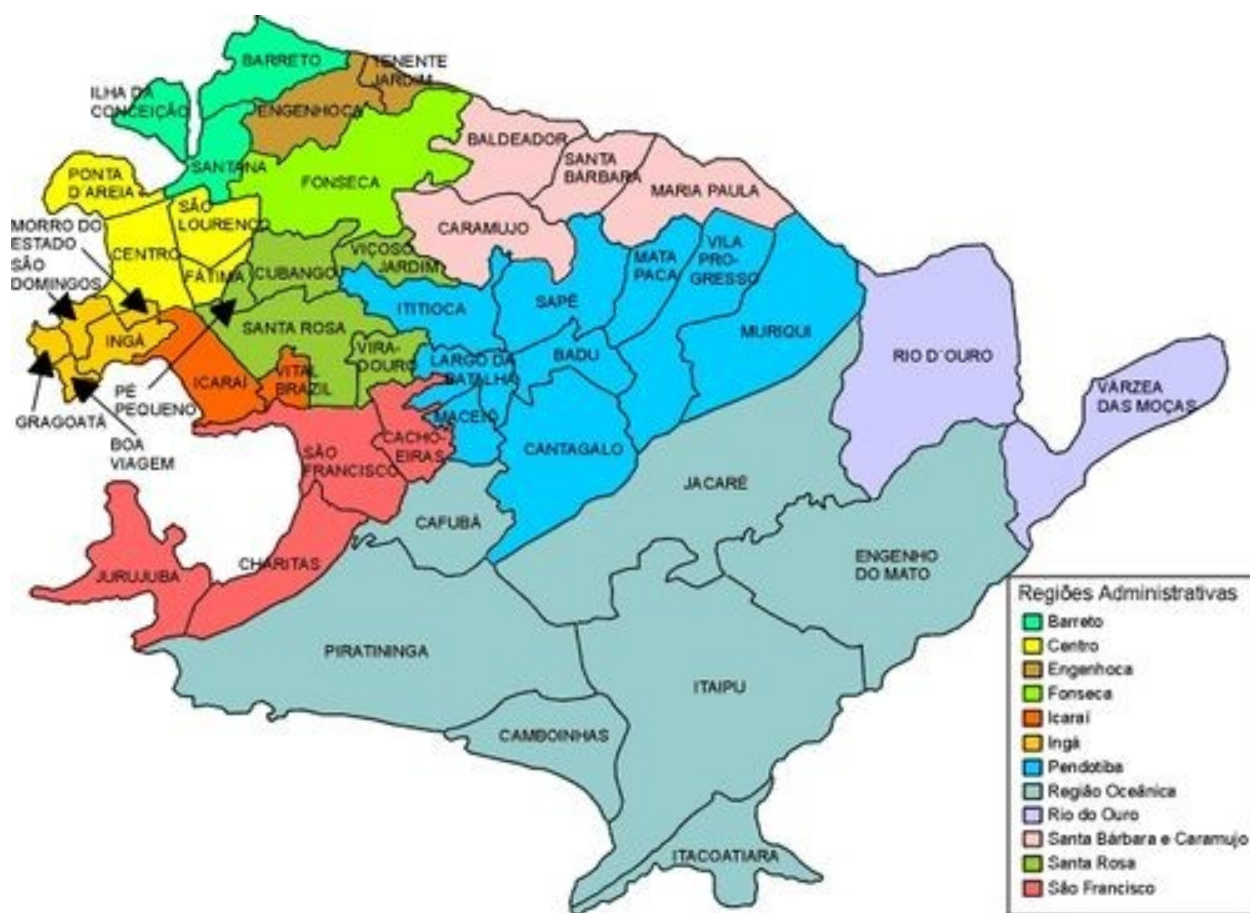 BARRETO
TENENTE
JARDIM
ILHA DA
CONCEIÇÃO
ENGENHOCA
SANTANA
BALDEADOR
SANTA
BÁRBARA
PONTA
D'AREIA
FONSECA
MARIA PAULA
SÃO
LOURENÇO
MORRO DO
ESTADO
CARAMUJO
CENTRO
SÃO
DOMINGOS
FÁTIMA
CUBANGO
VIÇOSO
JARDIM
MATA
PACA
VILA
PRO-
GRESSO
ITITIOCA
SAPÊ
MURIQUI
INGÁ
SANTA ROSA
VIRA-
DOURO
LARGO DA
BATALHA
BADU
RIO D´OURO
ICARAÍ
VITAL
BRAZIL
VÁRZEA
DAS MOÇAS
PÉ
PEQUENO
GRAGOATÁ
BOA
VIAGEM
MACEIÓ
SÃO
FRANCISCO
CACHO-
EIRAS
CANTAGALO
JACARÉ
CAFUBÁ
ENGENHO
DO MATO
JURUJUBA
CHARITAS
PIRATININGA
ITAIPU
CAMBOINHAS
ITACOATIARA
Regiões Administrativas
Barreto
Centro
Engenhoca
Fonseca
Icaraí
Ingá
Pendotiba
Região Oceânica
Rio do Ouro
Santa Bárbara e Caramujo
Santa Rosa
São Francisco